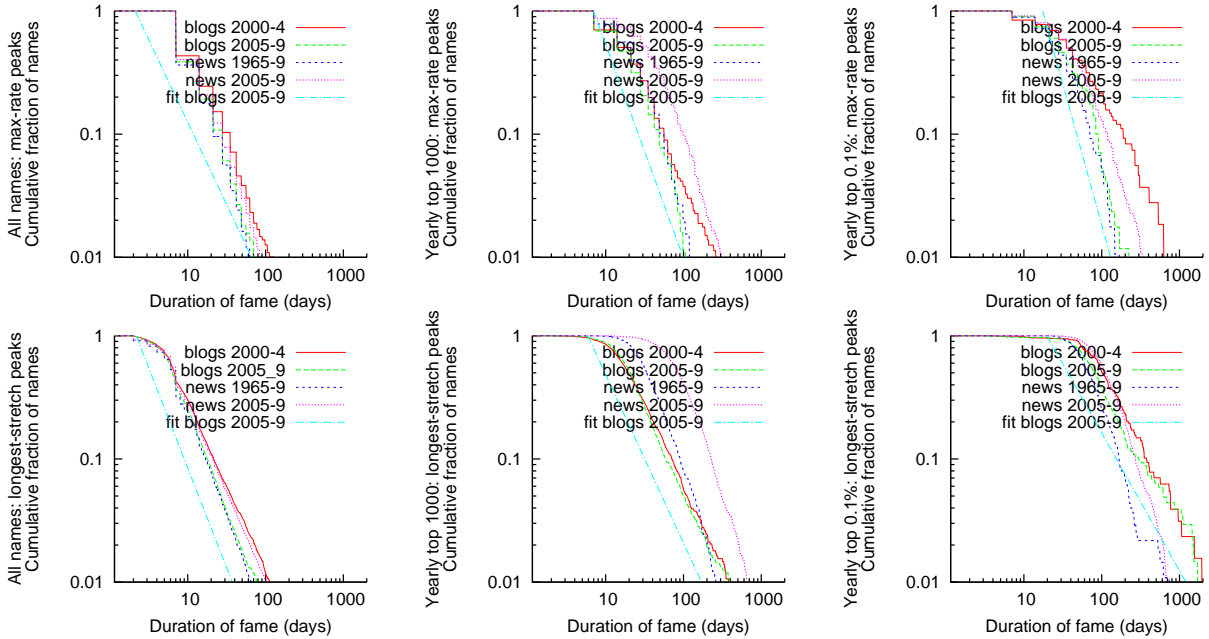 All names: max-rate peaks
Cumulative fraction of names
1
0.1
0.01
blogs 2000-4
blogs 2005-9
news 1965-9
news 2005-9
fit blogs 2005-9
10
100
1000
Duration of fame (days)
Yearly top 1000: max-rate peaks
Cumulative fraction of names
1
0.1
0.01
blogs 2000-4
blogs 2005-9
news 1965-9
news 2005-9
fit blogs 2005-9
10
100
1000
Duration of fame (days)
Yearly top 0.1%: max-rate peaks
Cumulative fraction of names
1
0.1
0.01
blogs 2000-4
blogs 2005-9
news 1965-9
news 2005-9
fit blogs 2005-9
10
100
1000
Duration of fame (days)
All names: longest-stretch peaks
Cumulative fraction of names
1
0.1
0.01
blogs 2000-4
blogs 2005_9
news 1965-9
news 2005-9
fit blogs 2005-9
10
100
1000
Duration of fame (days)
Yearly top 1000: longest-stretch peaks
Cumulative fraction of names
1
0.1
0.01
blogs 2000-4
blogs 2005-9
news 1965-9
news 2005-9
fit blogs 2005-9
10
100
1000
Duration of fame (days)
Yearly top 0.1%: longest-stretch peaks
Cumulative fraction of names
1
0.1
0.01
blogs 2000-4
blogs 2005-9
news 1965-9
news 2005-9
fit blogs 2005-9
10
100
1000
Duration of fame (days)